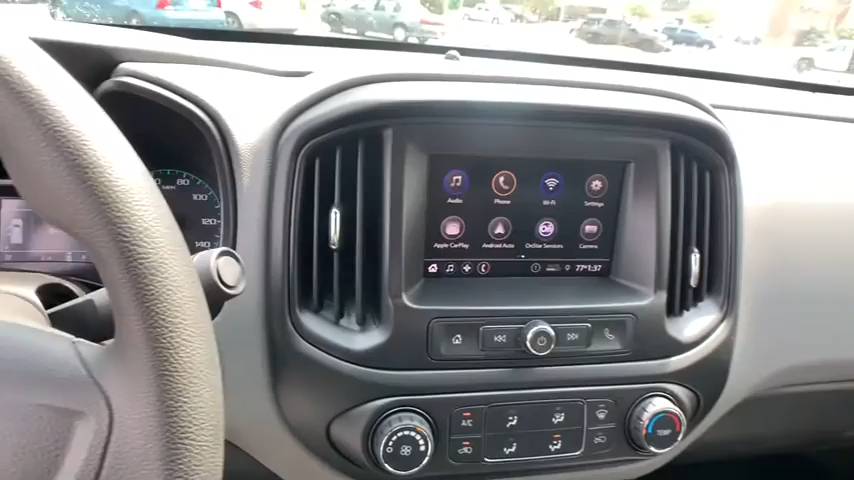 MPH
100
120
140
Audio
Phone
Wi-Fi
Settings
Apple CarPlay
Android Auto
OnStar Services
Camera
77° 1:37
A/C
TEMP